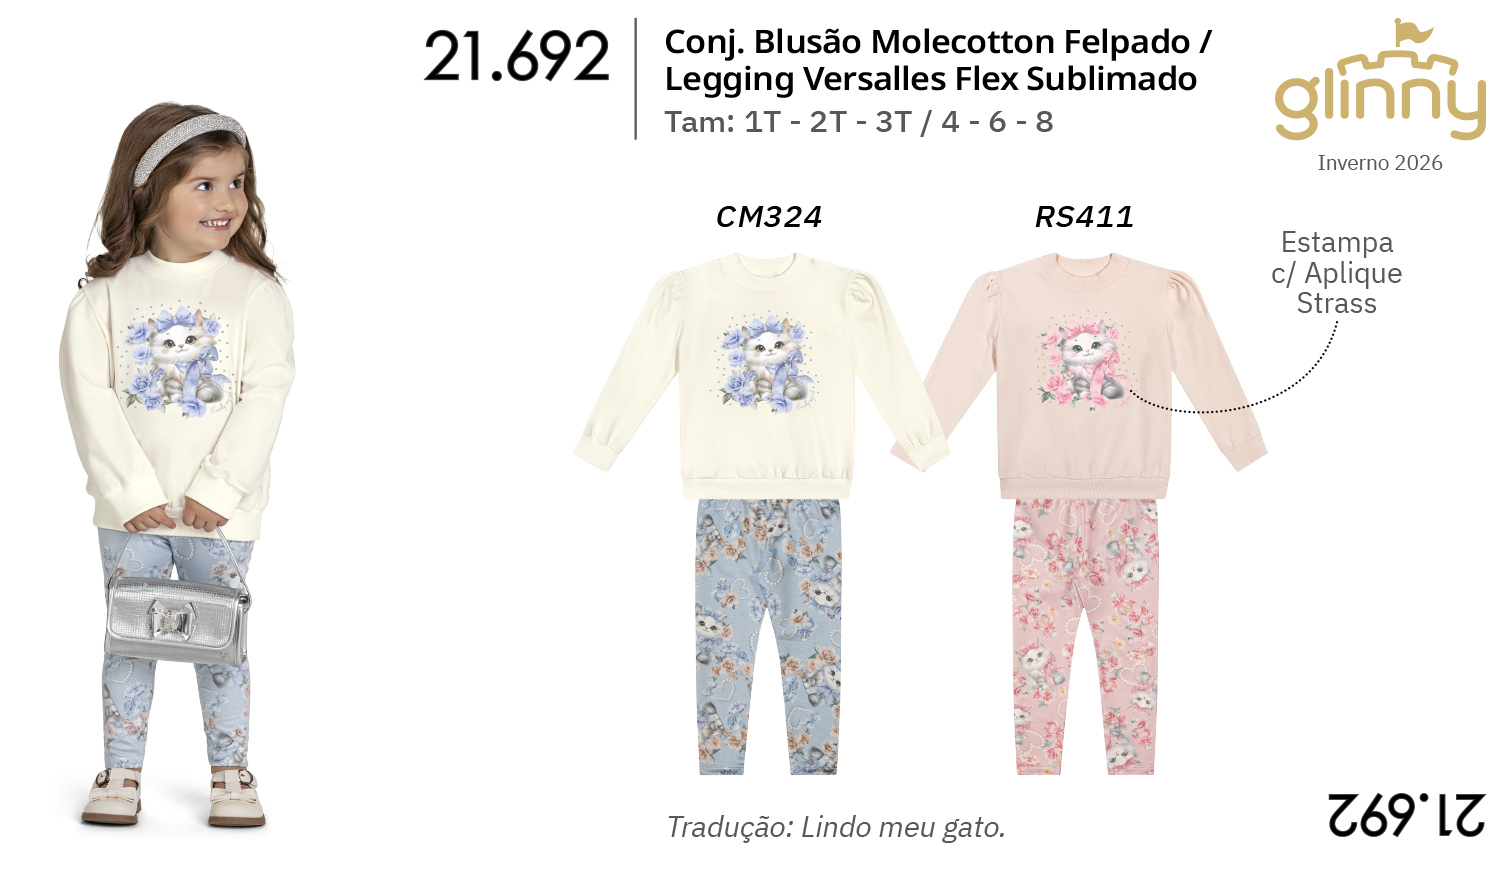 21.692
Conj. Blusão Molecotton Felpado /
Legging Versalles Flex Sublimado
Tam: 1T - 2T - 3T / 4 - 6 - 8
glinny
Inverno 2026
CM324
RS411
Estampa
c/ Aplique
Strass
Tradução: Lindo meu gato.
21.692